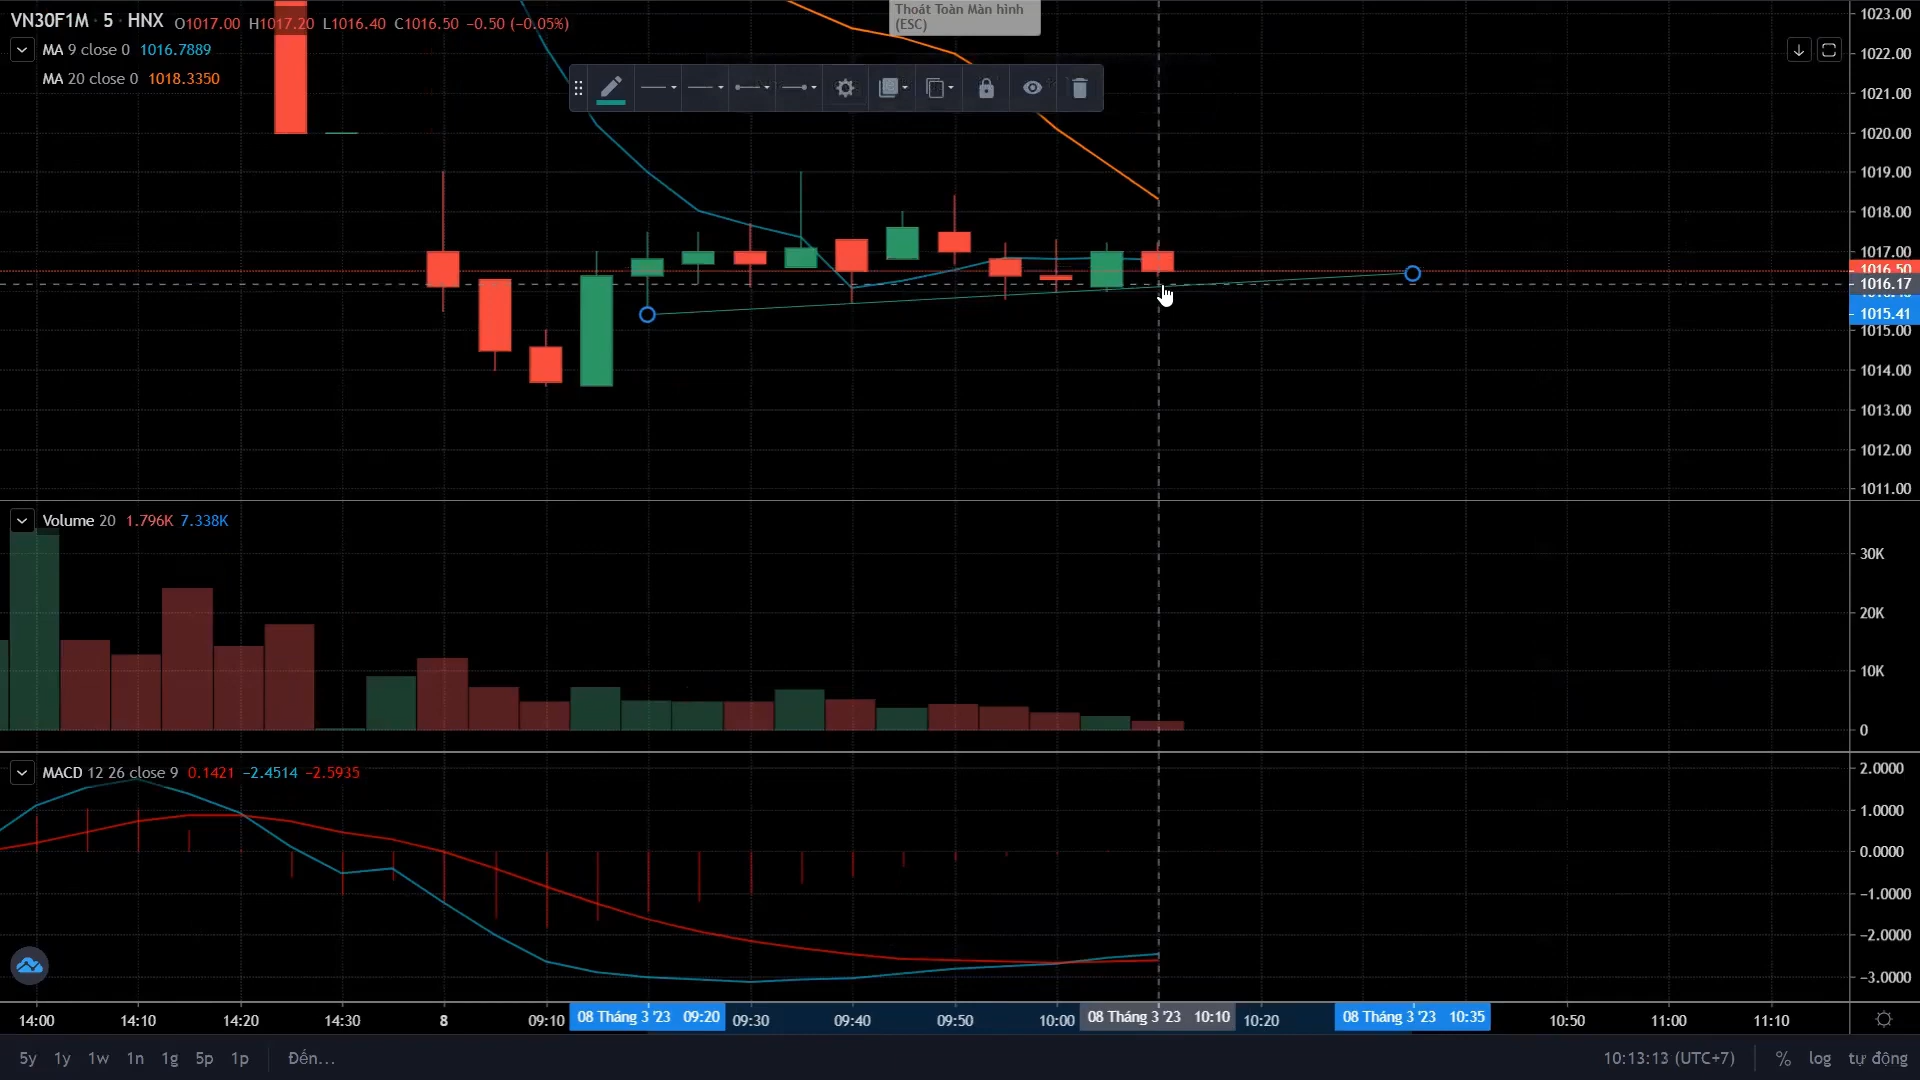 VN30F1M · 5 · HNX O1017.00 H1017.20 L1016.40 C1016.50 −0.50 (−0.05%)
MA 9 close 0 1016.7889
MA 20 close 0 1018.3350
Thoát Toàn Màn hình
(ESC)
1023.00
1022.00
1021.00
1020.00
1019.00
1018.00
1017.00
1016.50
1016.17
1015.41
1015.00
1014.00
1013.00
1012.00
1011.00
Volume 20 1.796K 7.338K
30K
20K
10K
0
MACD 12 26 close 9 0.1421 −2.4514 −2.5935
2.0000
1.0000
0.0000
−1.0000
−2.0000
−3.0000
14:00 14:10 14:20 14:30 8 09:10 08 Tháng 3 '23 09:20 09:30 09:40 09:50 10:00 08 Tháng 3 '23 10:10 10:20 08 Tháng 3 '23 10:35 10:50 11:00 11:10
5y 1y 1w 1n 1g 5p 1p Đến... 10:13:13 (UTC+7) % log tự động